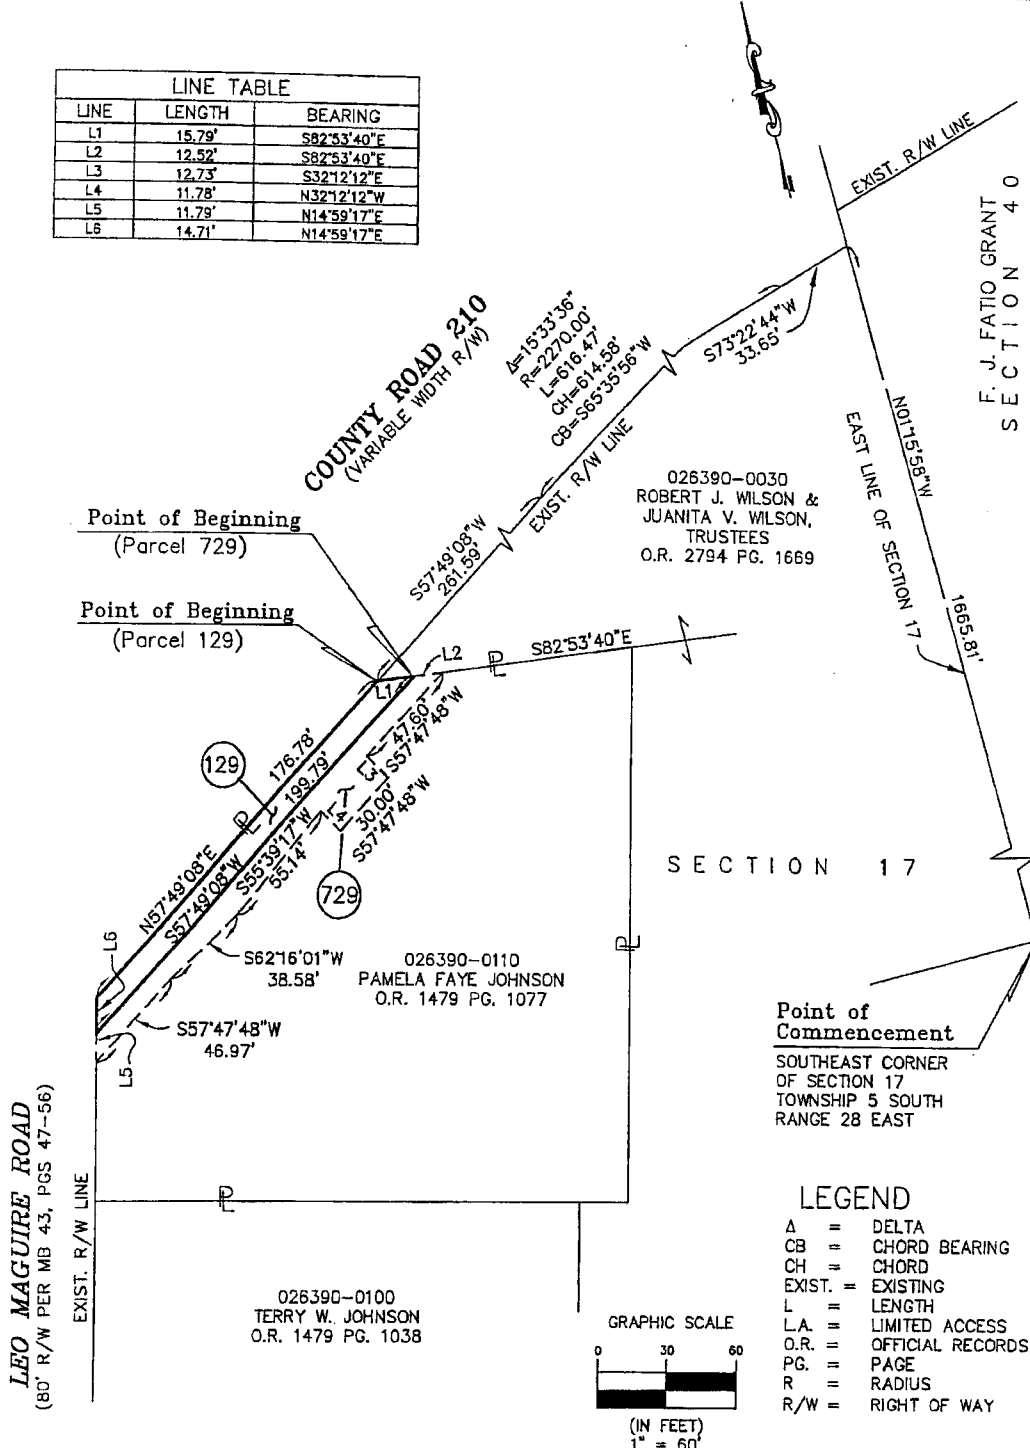 LINE TABLE
LINE LENGTH BEARING
L1 15.79' S82°53'40"E
L2 12.52' S82°53'40"E
L3 12.73' S32°12'12"E
L4 11.78' N32°12'12"W
L5 11.79' N14°59'17"E
L6 14.71' N14°59'17"E
EXIST. R/W LINE
F. J. FATIO GRANT
SECTION 40
COUNTY ROAD 210
(VARIABLE WIDTH R/W)
Δ=15°33'36"
R=2270.00'
L=616.47'
CH=614.58'
CB=S65°35'56"W
S73°22'44"W
33.65'
N01°15'58"W
1665.81'
EAST LINE OF SECTION 17
EXIST. R/W LINE
026390-0030
ROBERT J. WILSON &
JUANITA V. WILSON,
TRUSTEES
O.R. 2794 PG. 1669
Point of Beginning
(Parcel 729)
S57°49'08"W
261.59'
Point of Beginning
(Parcel 129)
L2
S82°53'40"E
PL
L1
47.60'
S57°47'48"W
176.78'
199.79'
129
L3
L4
30.00'
S57°47'48"W
PL
S55°39'17"W
55.14'
N57°49'08"E
S57°49'08"W
729
SECTION 17
L6
S62°16'01"W
38.58'
026390-0110
PAMELA FAYE JOHNSON
O.R. 1479 PG. 1077
PL
S57°47'48"W
46.97'
L5
Point of
Commencement
SOUTHEAST CORNER
OF SECTION 17
TOWNSHIP 5 SOUTH
RANGE 28 EAST
LEO MAGUIRE ROAD
(80' R/W PER MB 43, PGS 47-56)
EXIST. R/W LINE
PL
026390-0100
TERRY W. JOHNSON
O.R. 1479 PG. 1038
GRAPHIC SCALE
0 30 60
(IN FEET)
1" = 60'
LEGEND
Δ = DELTA
CB = CHORD BEARING
CH = CHORD
EXIST. = EXISTING
L = LENGTH
L.A. = LIMITED ACCESS
O.R. = OFFICIAL RECORDS
PG. = PAGE
R = RADIUS
R/W = RIGHT OF WAY